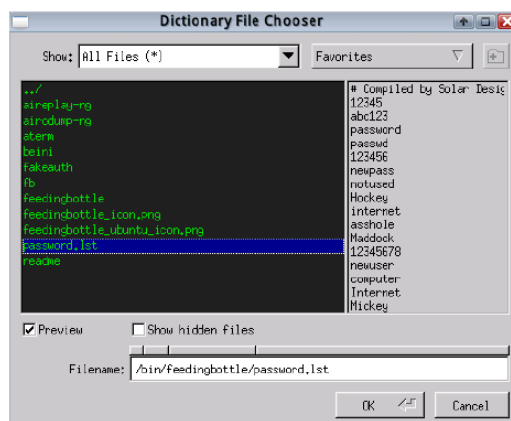 Dictionary File Chooser
Show: All Files (*)
Favorites
../
aireplay-ng
airodump-ng
aterm
beini
fakeauth
fb
feedingbottle
feedingbottle_icon.png
feedingbottle_ubuntu_icon.png
password.lst
readme
# Compiled by Solar Desig
12345
abc123
password
passwd
123456
newpass
notused
Hockey
internet
asshole
Maddock
12345678
newuser
computer
Internet
Mickey
Preview
Show hidden files
Filename: /bin/feedingbottle/password.lst
OK
Cancel